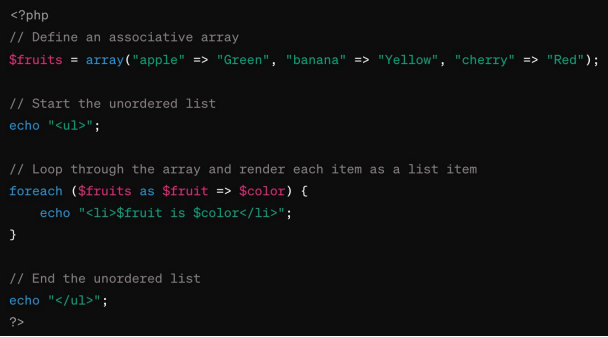 <?php
// Define an associative array
$fruits = array("apple" => "Green", "banana" => "Yellow", "cherry" => "Red");
// Start the unordered list
echo "<ul>";
// Loop through the array and render each item as a list item
foreach ($fruits as $fruit => $color) {
    echo "<li>$fruit is $color</li>";
}
// End the unordered list
echo "</ul>";
?>